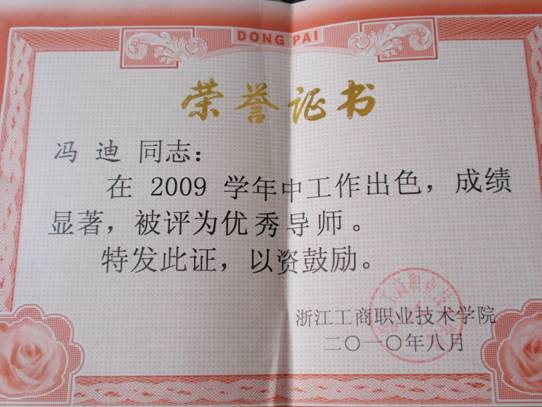 DONG PAI
荣誉证书
冯 迪 同志：
在 2009 学年中工作出色，成绩
显著，被评为优秀导师。
特发此证，以资鼓励。
浙江工商职业技术学院
二〇一〇年八月